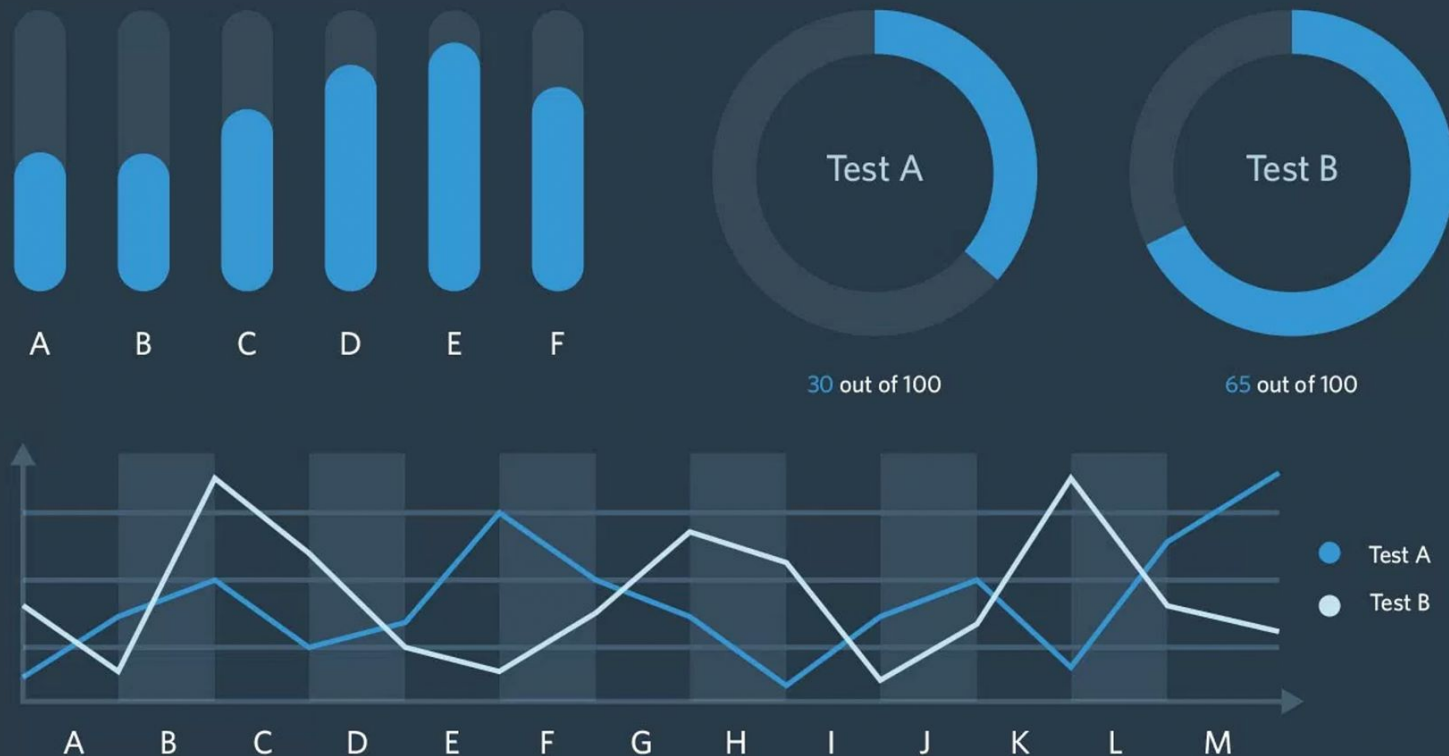 A B C D E F
Test A
30 out of 100
Test B
65 out of 100
Test A
Test B
A B C D E F G H I J K L M